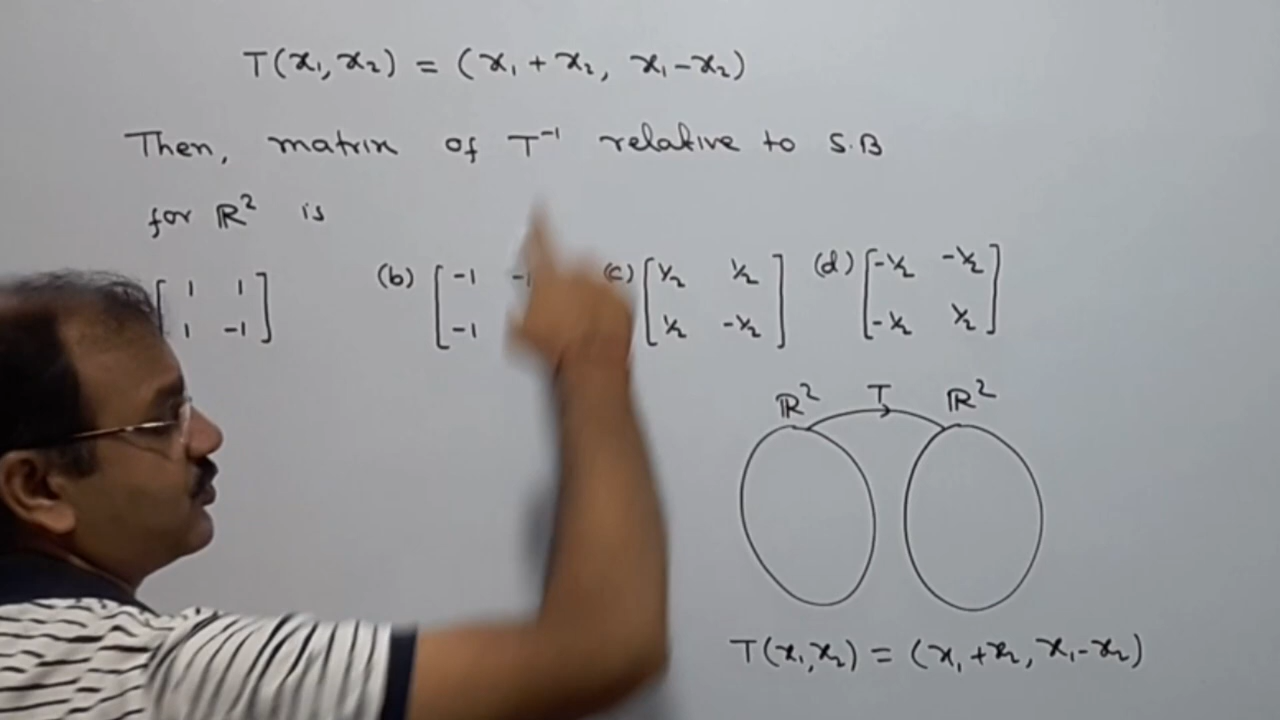 T(x₁, x₂) = (x₁ + x₂, x₁ - x₂)
Then, matrix of T⁻¹ relative to S.B
for ℝ² is
[1 1 (b) [-1 -1 (c) [½ ½] (d) [-½ -½]
1 -1] [-1 [½ -½] [-½ ½]
ℝ² T ℝ²
T(x₁,x₂) = (x₁+x₂, x₁-x₂)